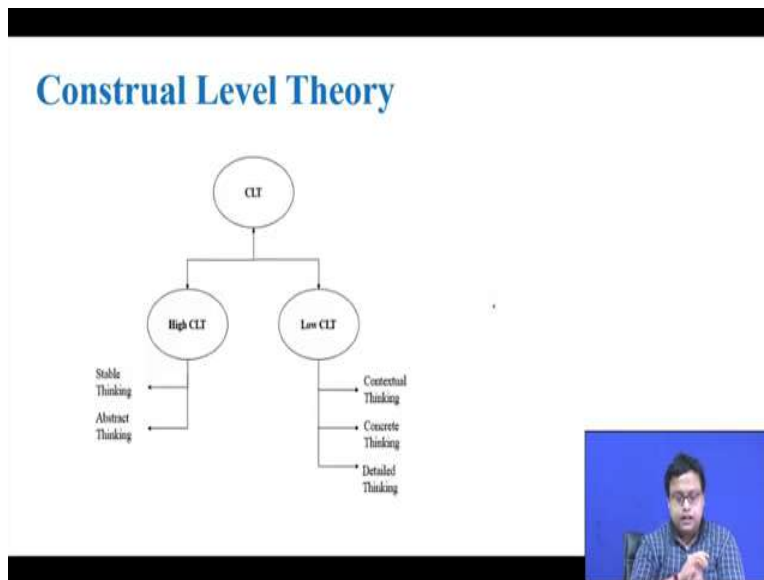 Construal Level Theory
CLT
High CLT
Low CLT
Stable
Thinking
Abstract
Thinking
Contextual
Thinking
Concrete
Thinking
Detailed
Thinking